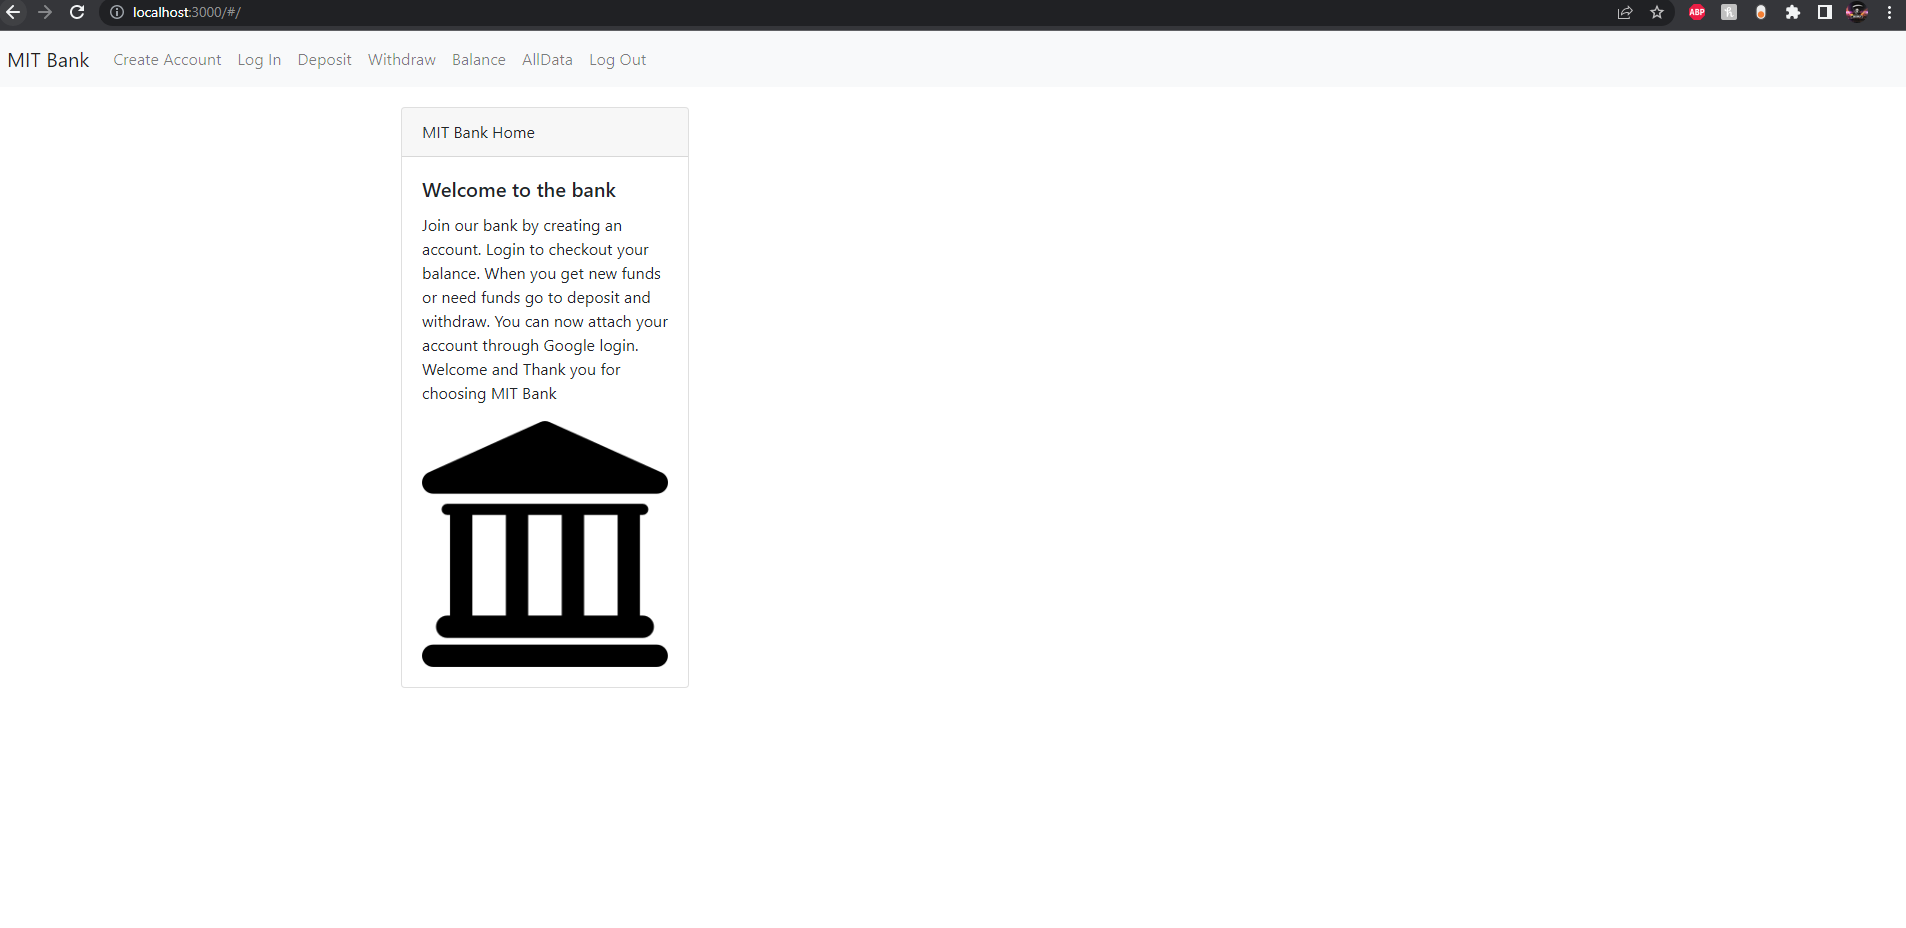 localhost:3000/#/
ABP
MIT Bank Create Account Log In Deposit Withdraw Balance AllData Log Out
MIT Bank Home
Welcome to the bank
Join our bank by creating an
account. Login to checkout your
balance. When you get new funds
or need funds go to deposit and
withdraw. You can now attach your
account through Google login.
Welcome and Thank you for
choosing MIT Bank